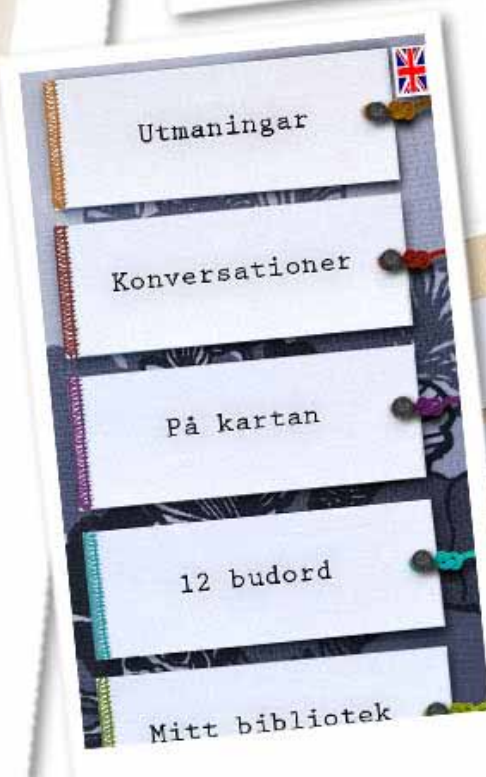 Utmaningar
Konversationer
På kartan
12 budord
Mitt bibliotek